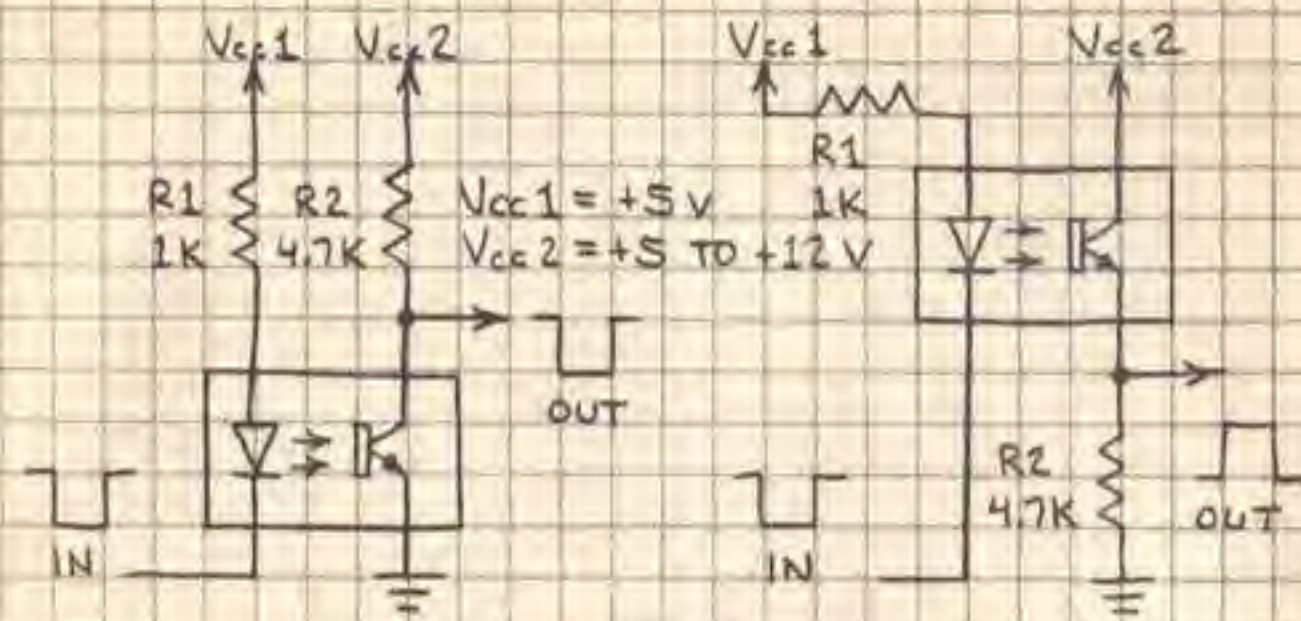 Vcc1 Vcc2
R1 1K
R2 4.7K
Vcc1 = +5 V
Vcc2 = +5 TO +12 V
OUT
IN
Vcc1
Vcc2
R1
1K
R2
4.7K
OUT
IN